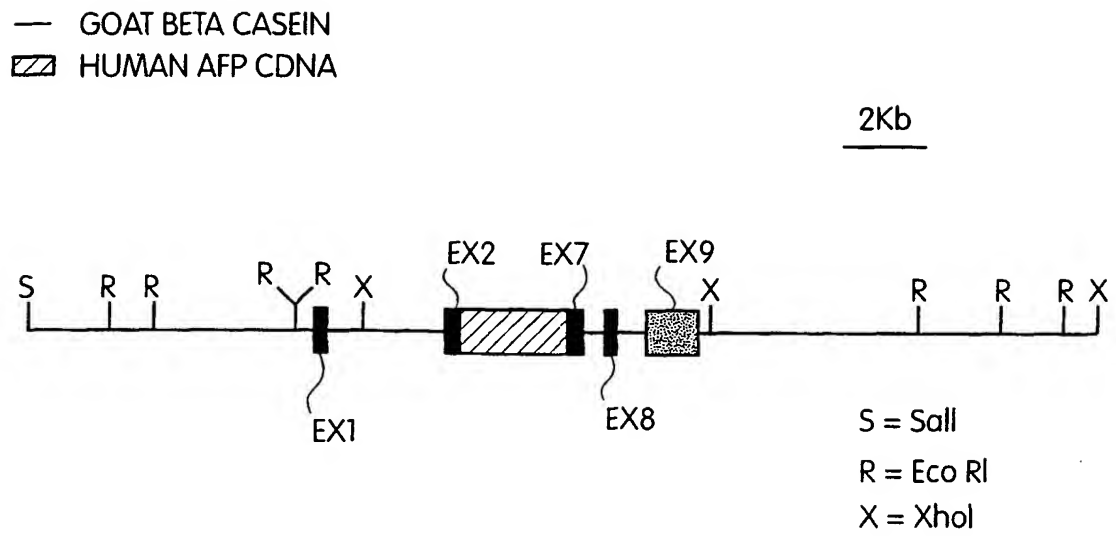 GOAT BETA CASEIN
HUMAN AFP CDNA
2Kb
EX2 EX7 EX9
S R R R R X X R R R X
EX1 EX8
S = SalI
R = Eco RI
X = XhoI